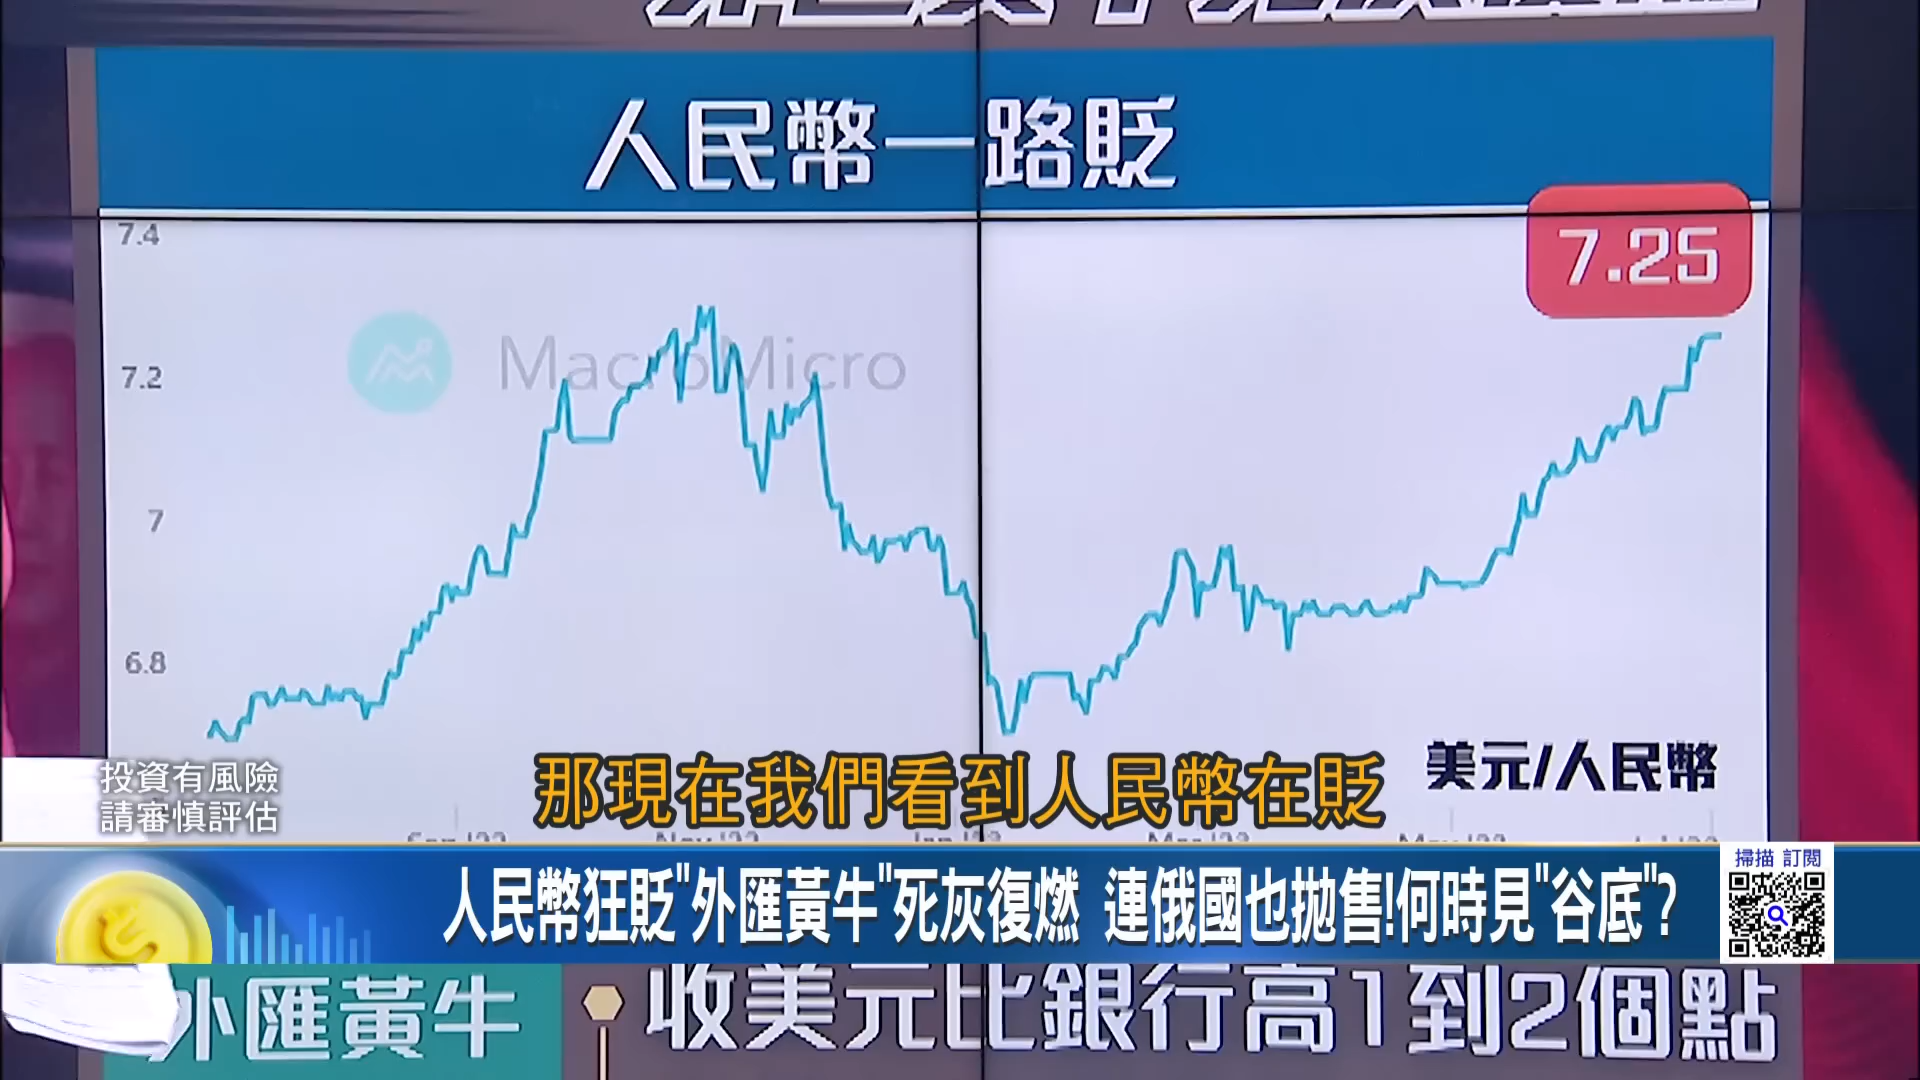 人民幣一路貶
7.25
7.4
MacroMicro
7.2
7
6.8
美元/人民幣
投資有風險
請審慎評估
那現在我們看到人民幣在貶
掃描 訂閱
人民幣狂貶"外匯黃牛"死灰復燃 連俄國也拋售!何時見"谷底"?
外匯黃牛
收美元比銀行高1到2個點